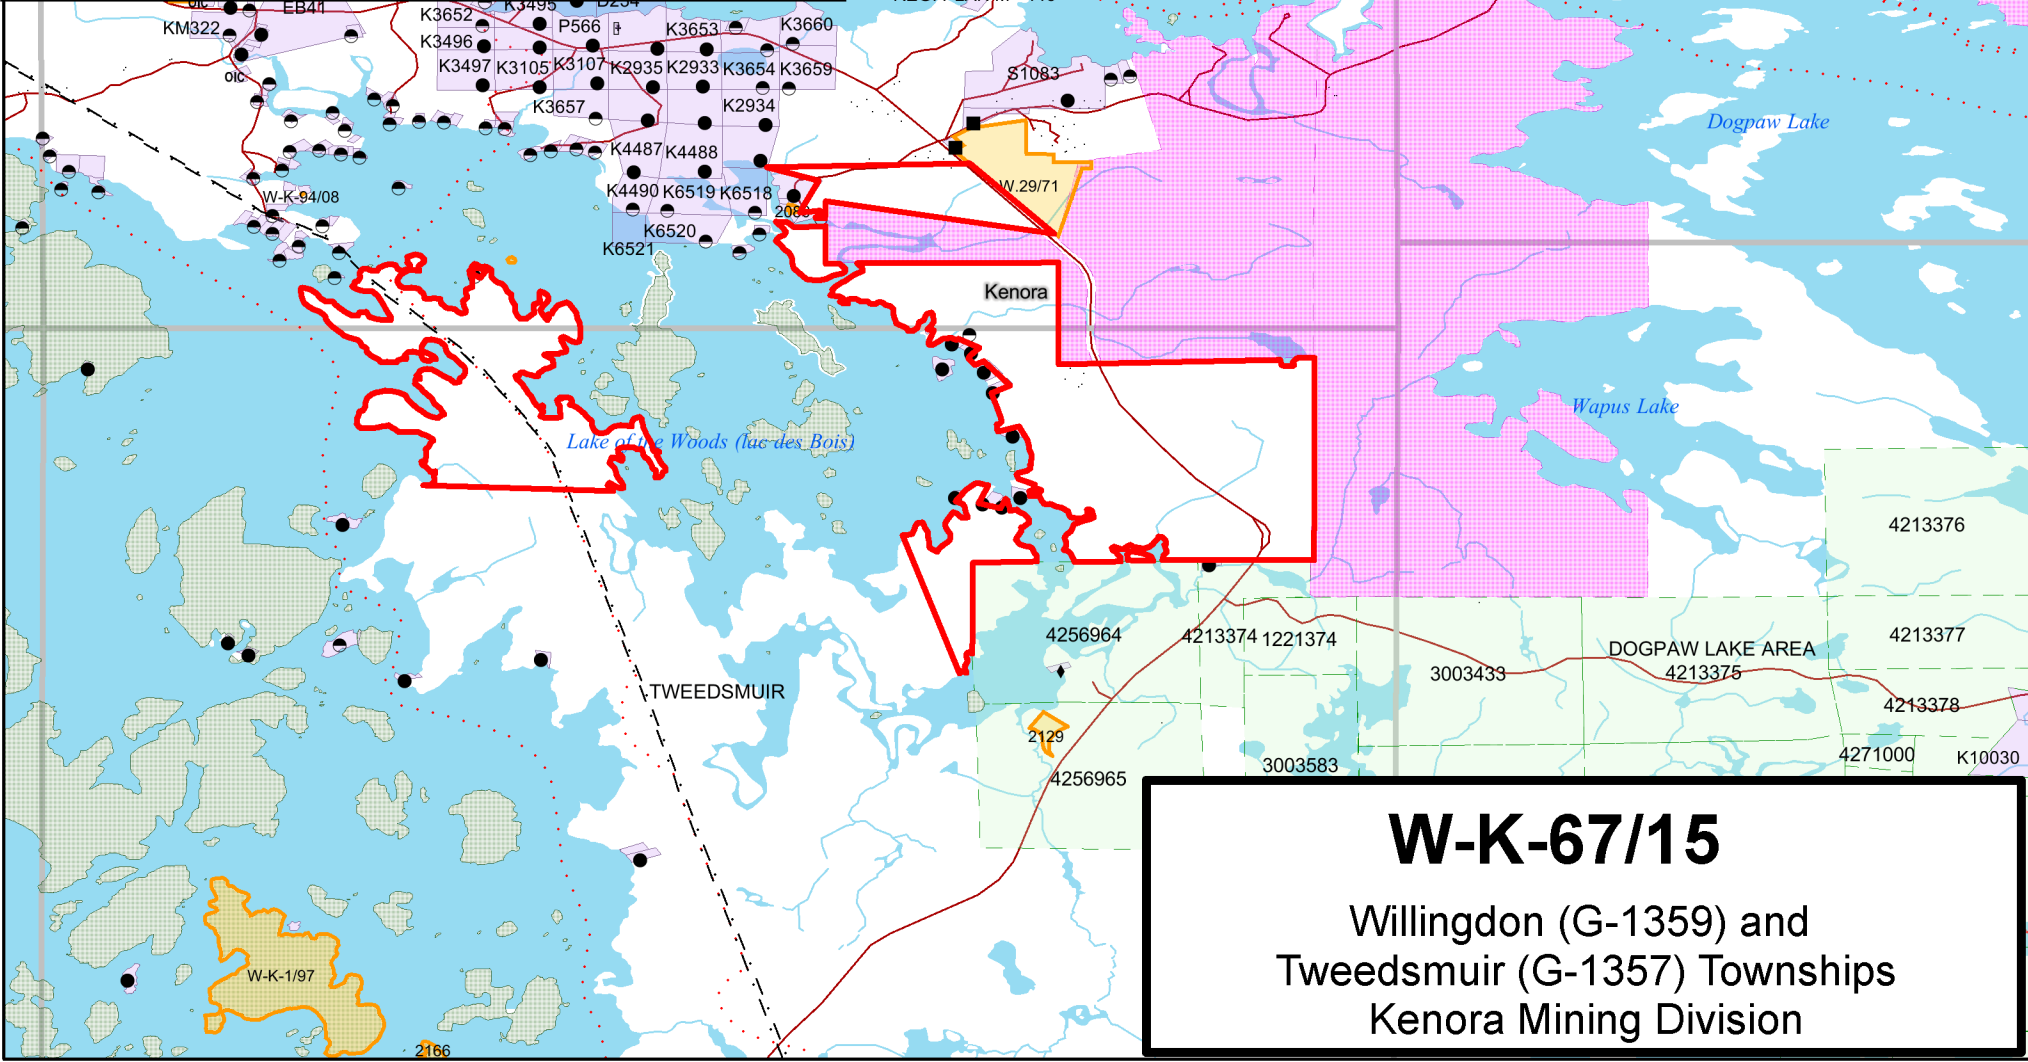 OIC
EB41
KM322
OIC
K3652
K3495
P566
K3653
K3660
K3496
K3497
K3105
K3107
K2935
K2933
K3654
K3659
K3657
K2934
S1083
Dogpaw Lake
K4487
K4488
K4490
K6519
K6518
W.29/71
W-K-94/08
K6520
K6521
Kenora
Wapus Lake
Lake of the Woods (lac des Bois)
4213376
4256964
4213374
1221374
4213377
DOGPAW LAKE AREA
3003433
4213375
TWEEDSMUIR
4213378
2129
4271000
K10030
3003583
4256965
W-K-67/15
Willingdon (G-1359) and
Tweedsmuir (G-1357) Townships
Kenora Mining Division
W-K-1/97
2166